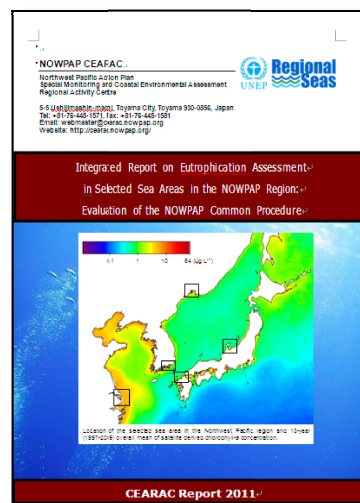 NOWPAP CEARAC
Northwest Pacific Action Plan
Special Monitoring and Coastal Environmental Assessment
Regional Activity Centre
5-5 Ushijimashin-machi, Toyama City, Toyama 930-0856, Japan
Tel: +81-76-445-1571, Fax: +81-76-445-1581
Email: webmaster@cearac.nowpap.org
Website: http://cearac.nowpap.org/
UNEP
Regional
Seas
Integrated Report on Eutrophication Assessment
in Selected Sea Areas in the NOWPAP Region:
Evaluation of the NOWPAP Common Procedure
1 10 64 (ug L⁻¹)
Location of the selected sea area in the Northwest Pacific region and 13-year
(1997-2009) overall mean of satellite derived chlorophyll-a concentration.
CEARAC Report 2011